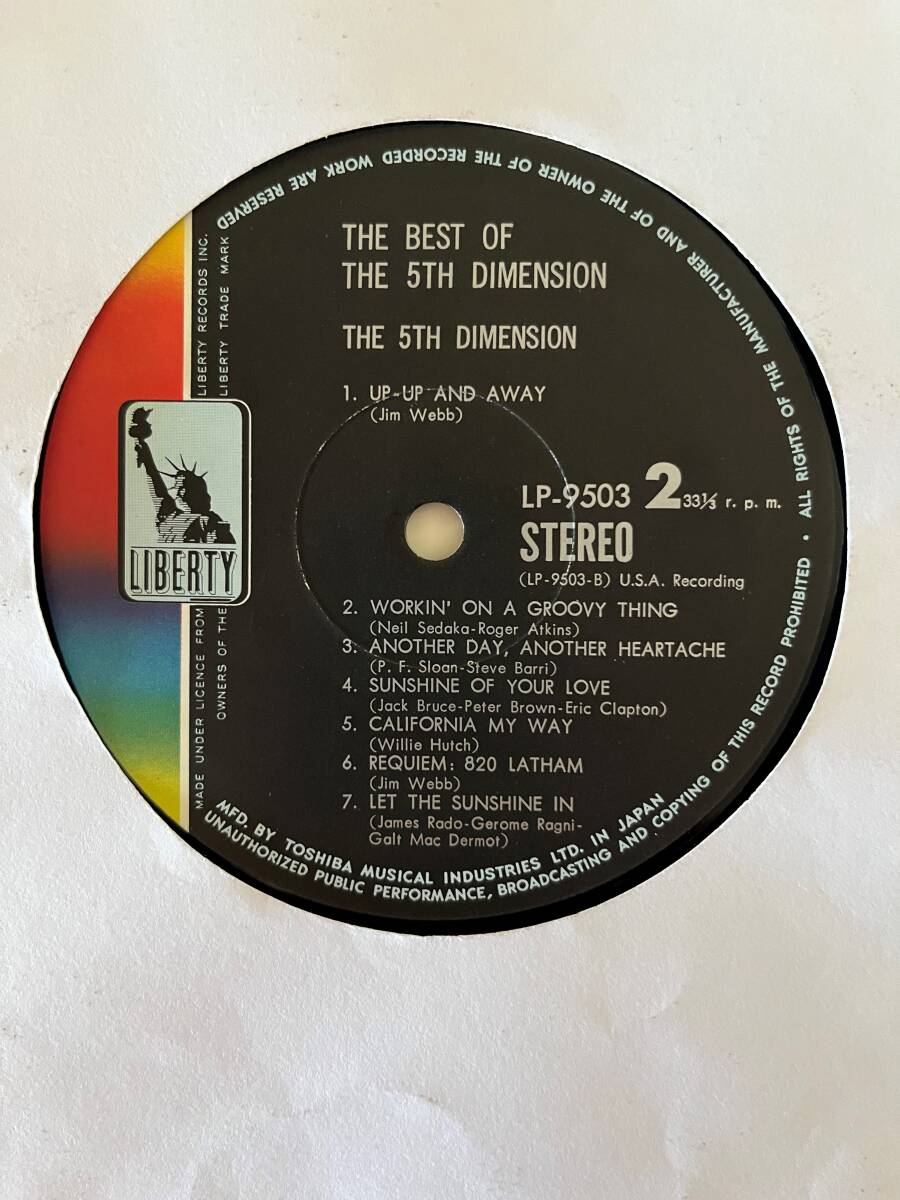 THE BEST OF
THE 5TH DIMENSION
THE 5TH DIMENSION
1. UP-UP AND AWAY
(Jim Webb)
LP-9503 2 33⅓ r. p. m.
STEREO
(LP-9503-B) U.S.A. Recording
2. WORKIN' ON A GROOVY THING
(Neil Sedaka-Roger Atkins)
3. ANOTHER DAY, ANOTHER HEARTACHE
(P. F. Sloan-Steve Barri)
4. SUNSHINE OF YOUR LOVE
(Jack Bruce-Peter Brown-Eric Clapton)
5. CALIFORNIA MY WAY
(Willie Hutch)
6. REQUIEM: 820 LATHAM
(Jim Webb)
7. LET THE SUNSHINE IN
(James Rado-Gerome Ragni-
Galt Mac Dermot)
LIBERTY
MADE UNDER LICENCE FROM LIBERTY RECORDS INC.
OWNERS OF THE LIBERTY TRADE MARK
MFD. BY TOSHIBA MUSICAL INDUSTRIES LTD. IN JAPAN
UNAUTHORIZED PUBLIC PERFORMANCE, BROADCASTING AND COPYING OF THIS RECORD PROHIBITED • ALL RIGHTS OF THE MANUFACTURER AND OF THE OWNER OF THE RECORDED WORK ARE RESERVED